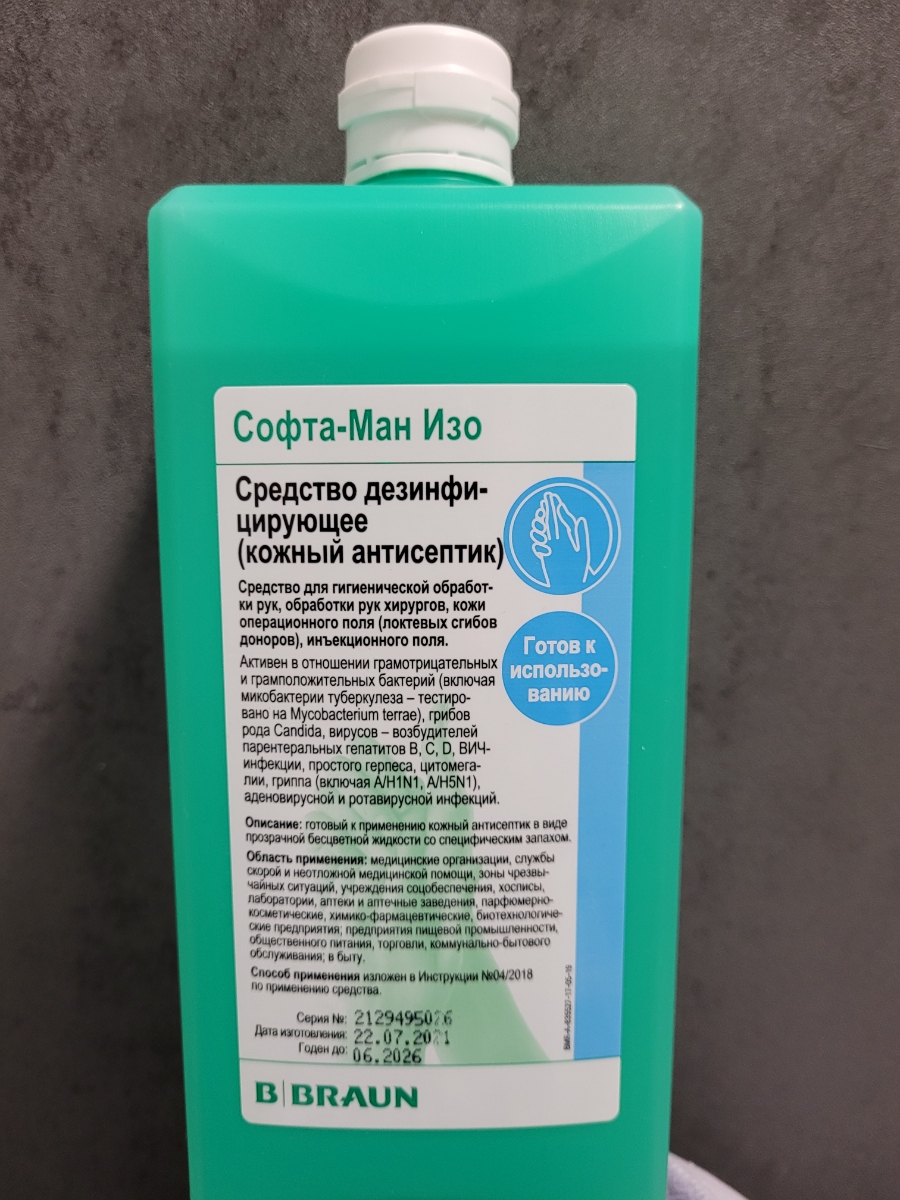 Софта-Ман Изо
Средство дезинфи-
цирующее
(кожный антисептик)
Средство для гигиенической обработ-
ки рук, обработки рук хирургов, кожи
операционного поля (локтевых сгибов
доноров), инъекционного поля.
Готов к
использо-
ванию
Активен в отношении грамотрицательных
и грамположительных бактерий (включая
микобактерии туберкулеза – тестиро-
вано на Mycobacterium terrae), грибов
рода Candida, вирусов – возбудителей
парентеральных гепатитов B, C, D, ВИЧ-
инфекции, простого герпеса, цитомега-
лии, гриппа (включая A/H1N1, A/H5N1),
аденовирусной и ротавирусной инфекций.
Описание: готовый к применению кожный антисептик в виде
прозрачной бесцветной жидкости со специфическим запахом.
Область применения: медицинские организации, службы
скорой и неотложной медицинской помощи, зоны чрезвы-
чайных ситуаций, учреждения соцобеспечения, хосписы,
лаборатории, аптеки и аптечные заведения, парфюмерно-
косметические, химико-фармацевтические, биотехнологиче-
ские предприятия; предприятия пищевой промышленности,
общественного питания, торговли, коммунально-бытового
обслуживания; в быту.
Способ применения изложен в Инструкции №04/2018
по применению средства.
Серия №: 2129495026
Дата изготовления: 22.07.2021
Годен до: 06.2026
B|BRAUN